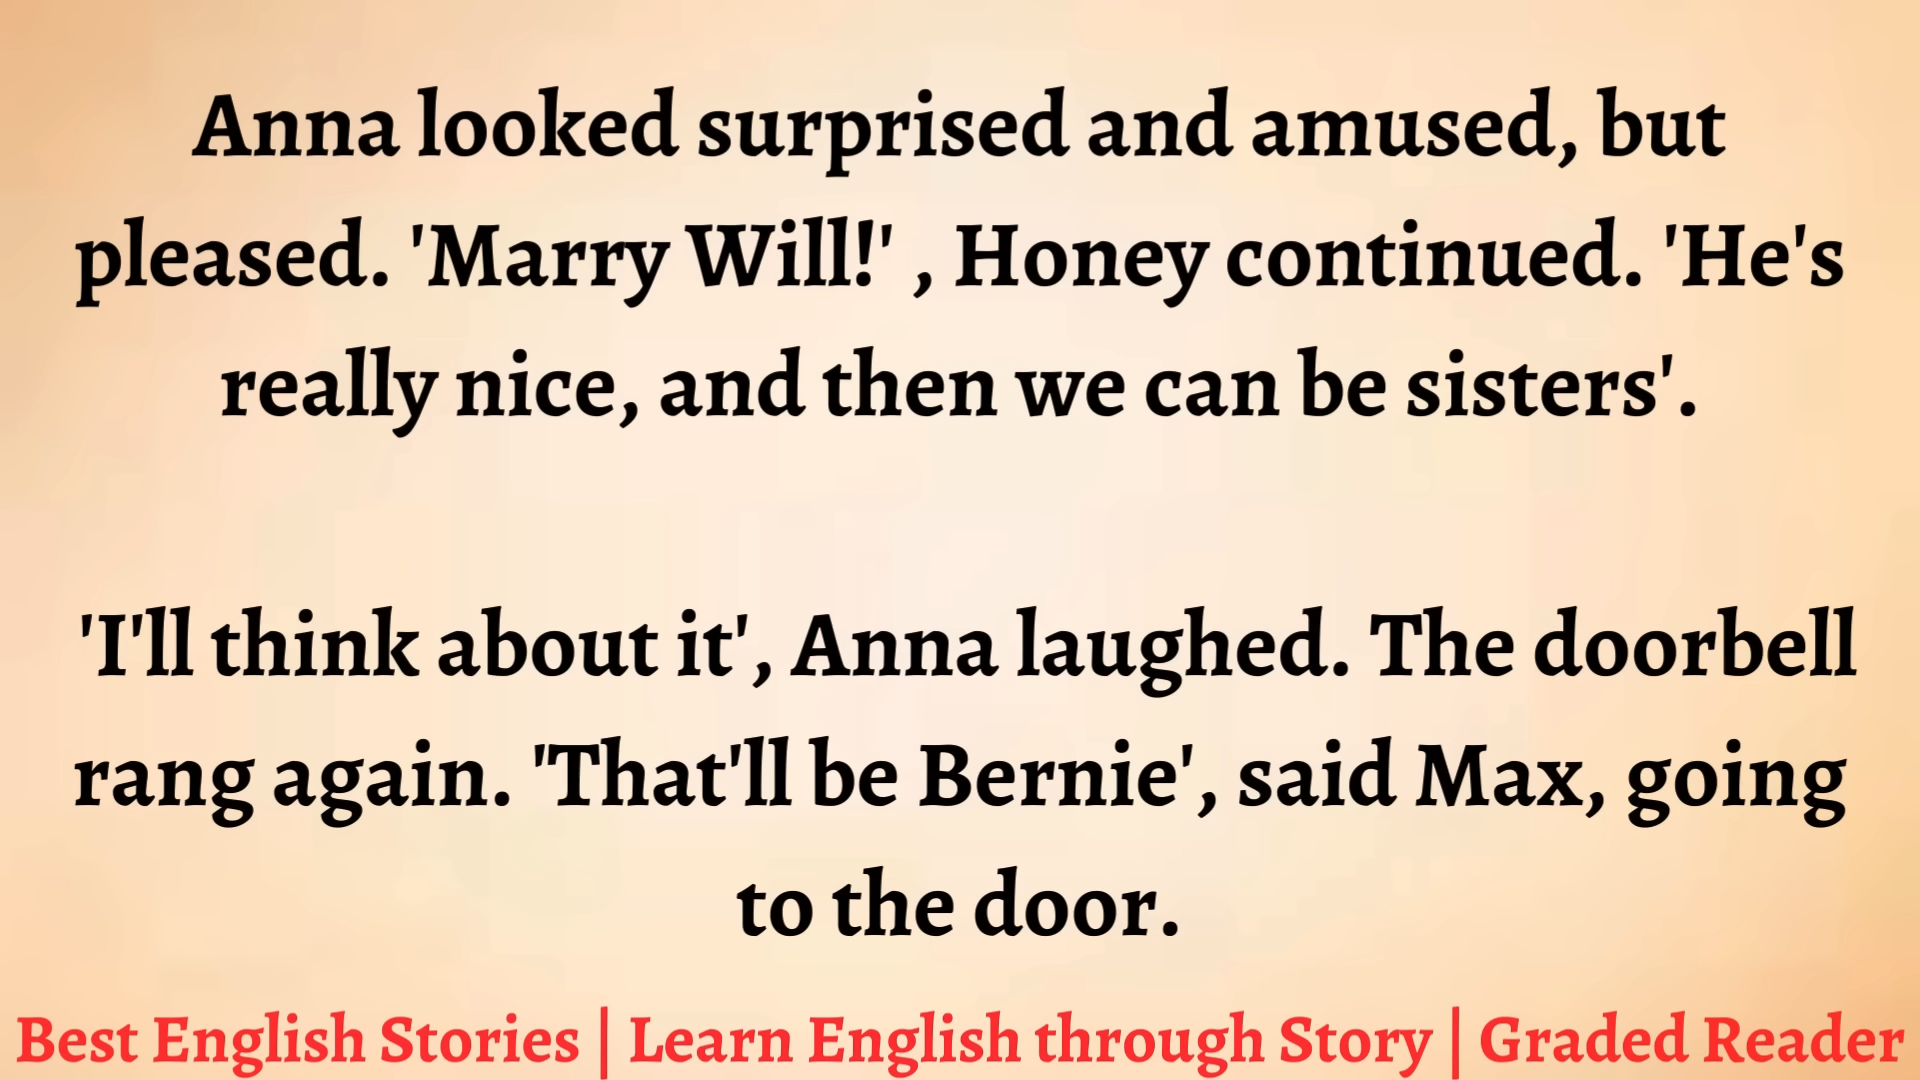 Anna looked surprised and amused, but
pleased. 'Marry Will!' , Honey continued. 'He's
really nice, and then we can be sisters'.
'I'll think about it', Anna laughed. The doorbell
rang again. 'That'll be Bernie', said Max, going
to the door.
Best English Stories | Learn English through Story | Graded Reader